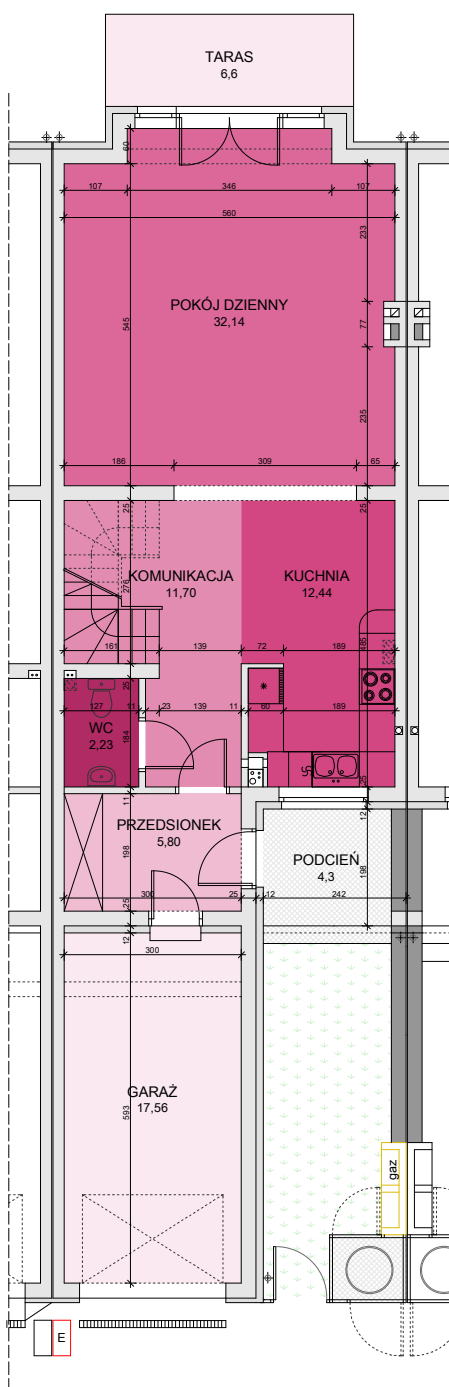 TARAS
6,6
60
107 346 107
560
233
POKÓJ DZIENNY
32,14
545
77
235
186 309 65
25 25
KOMUNIKACJA
11,70
KUCHNIA
12,44
276
485
161 139 72 189
25
127 11 23 139 11 60 189
WC
2,23
184
25
11
12
PRZEDSIONEK
5,80
PODCIEŃ
4,3
198
198
300 25 12 242
25
12
300
GARAŻ
17,56
593
gaz
E